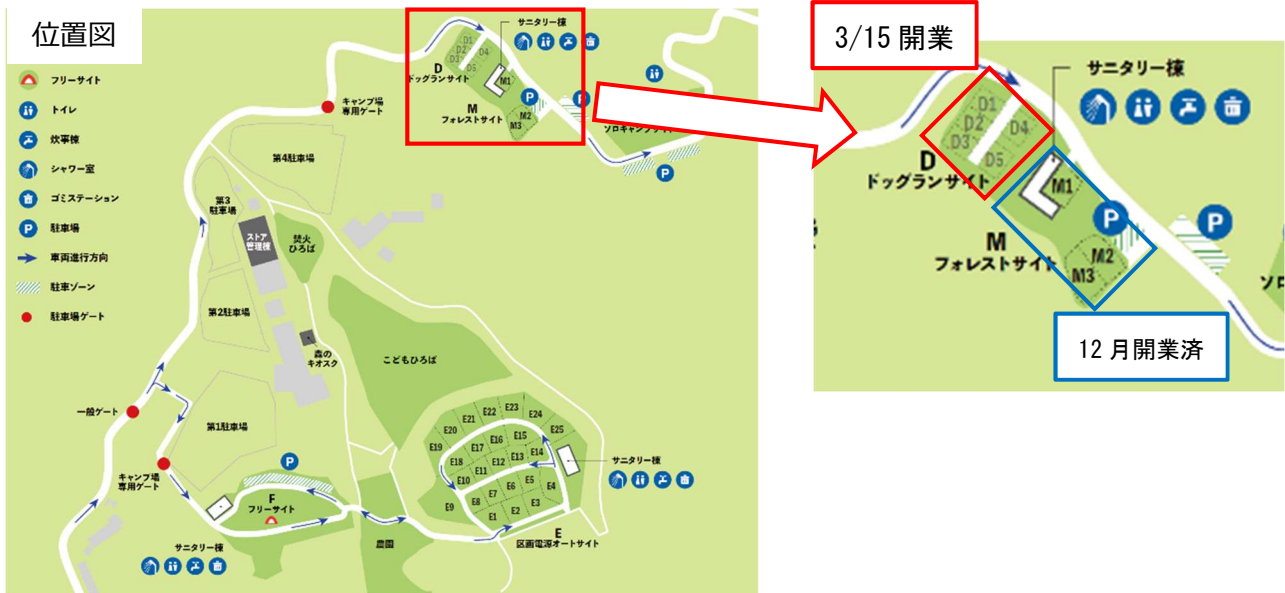 位置図
フリーサイト
トイレ
炊事棟
シャワー室
ゴミステーション
P
駐車場
車両進行方向
駐車ゾーン
駐車場ゲート
サニタリー棟
D1
D2
D3
D4
D5
D
ドッグランサイト
M1
M
フォレストサイト
P
M2
M3
P
ソロキャンプサイト
P
キャンプ場
専用ゲート
第4駐車場
第3
駐車場
ストア
管理棟
焚火
ひろば
第2駐車場
森の
キオスク
こどもひろば
一般ゲート
第1駐車場
キャンプ場
専用ゲート
P
F
フリーサイト
サニタリー棟
農園
E20
E21
E22
E23
E24
E25
E19
E18
E17
E16
E15
E14
E13
E12
E11
E10
E9
E8
E7
E6
E5
E4
E3
E2
E1
E
区画電源オートサイト
サニタリー棟
3/15 開業
サニタリー棟
D1
D2
D3
D4
D5
D
ドッグランサイト
M1
P
P
M
フォレストサイト
M2
M3
ソロ
12 月開業済